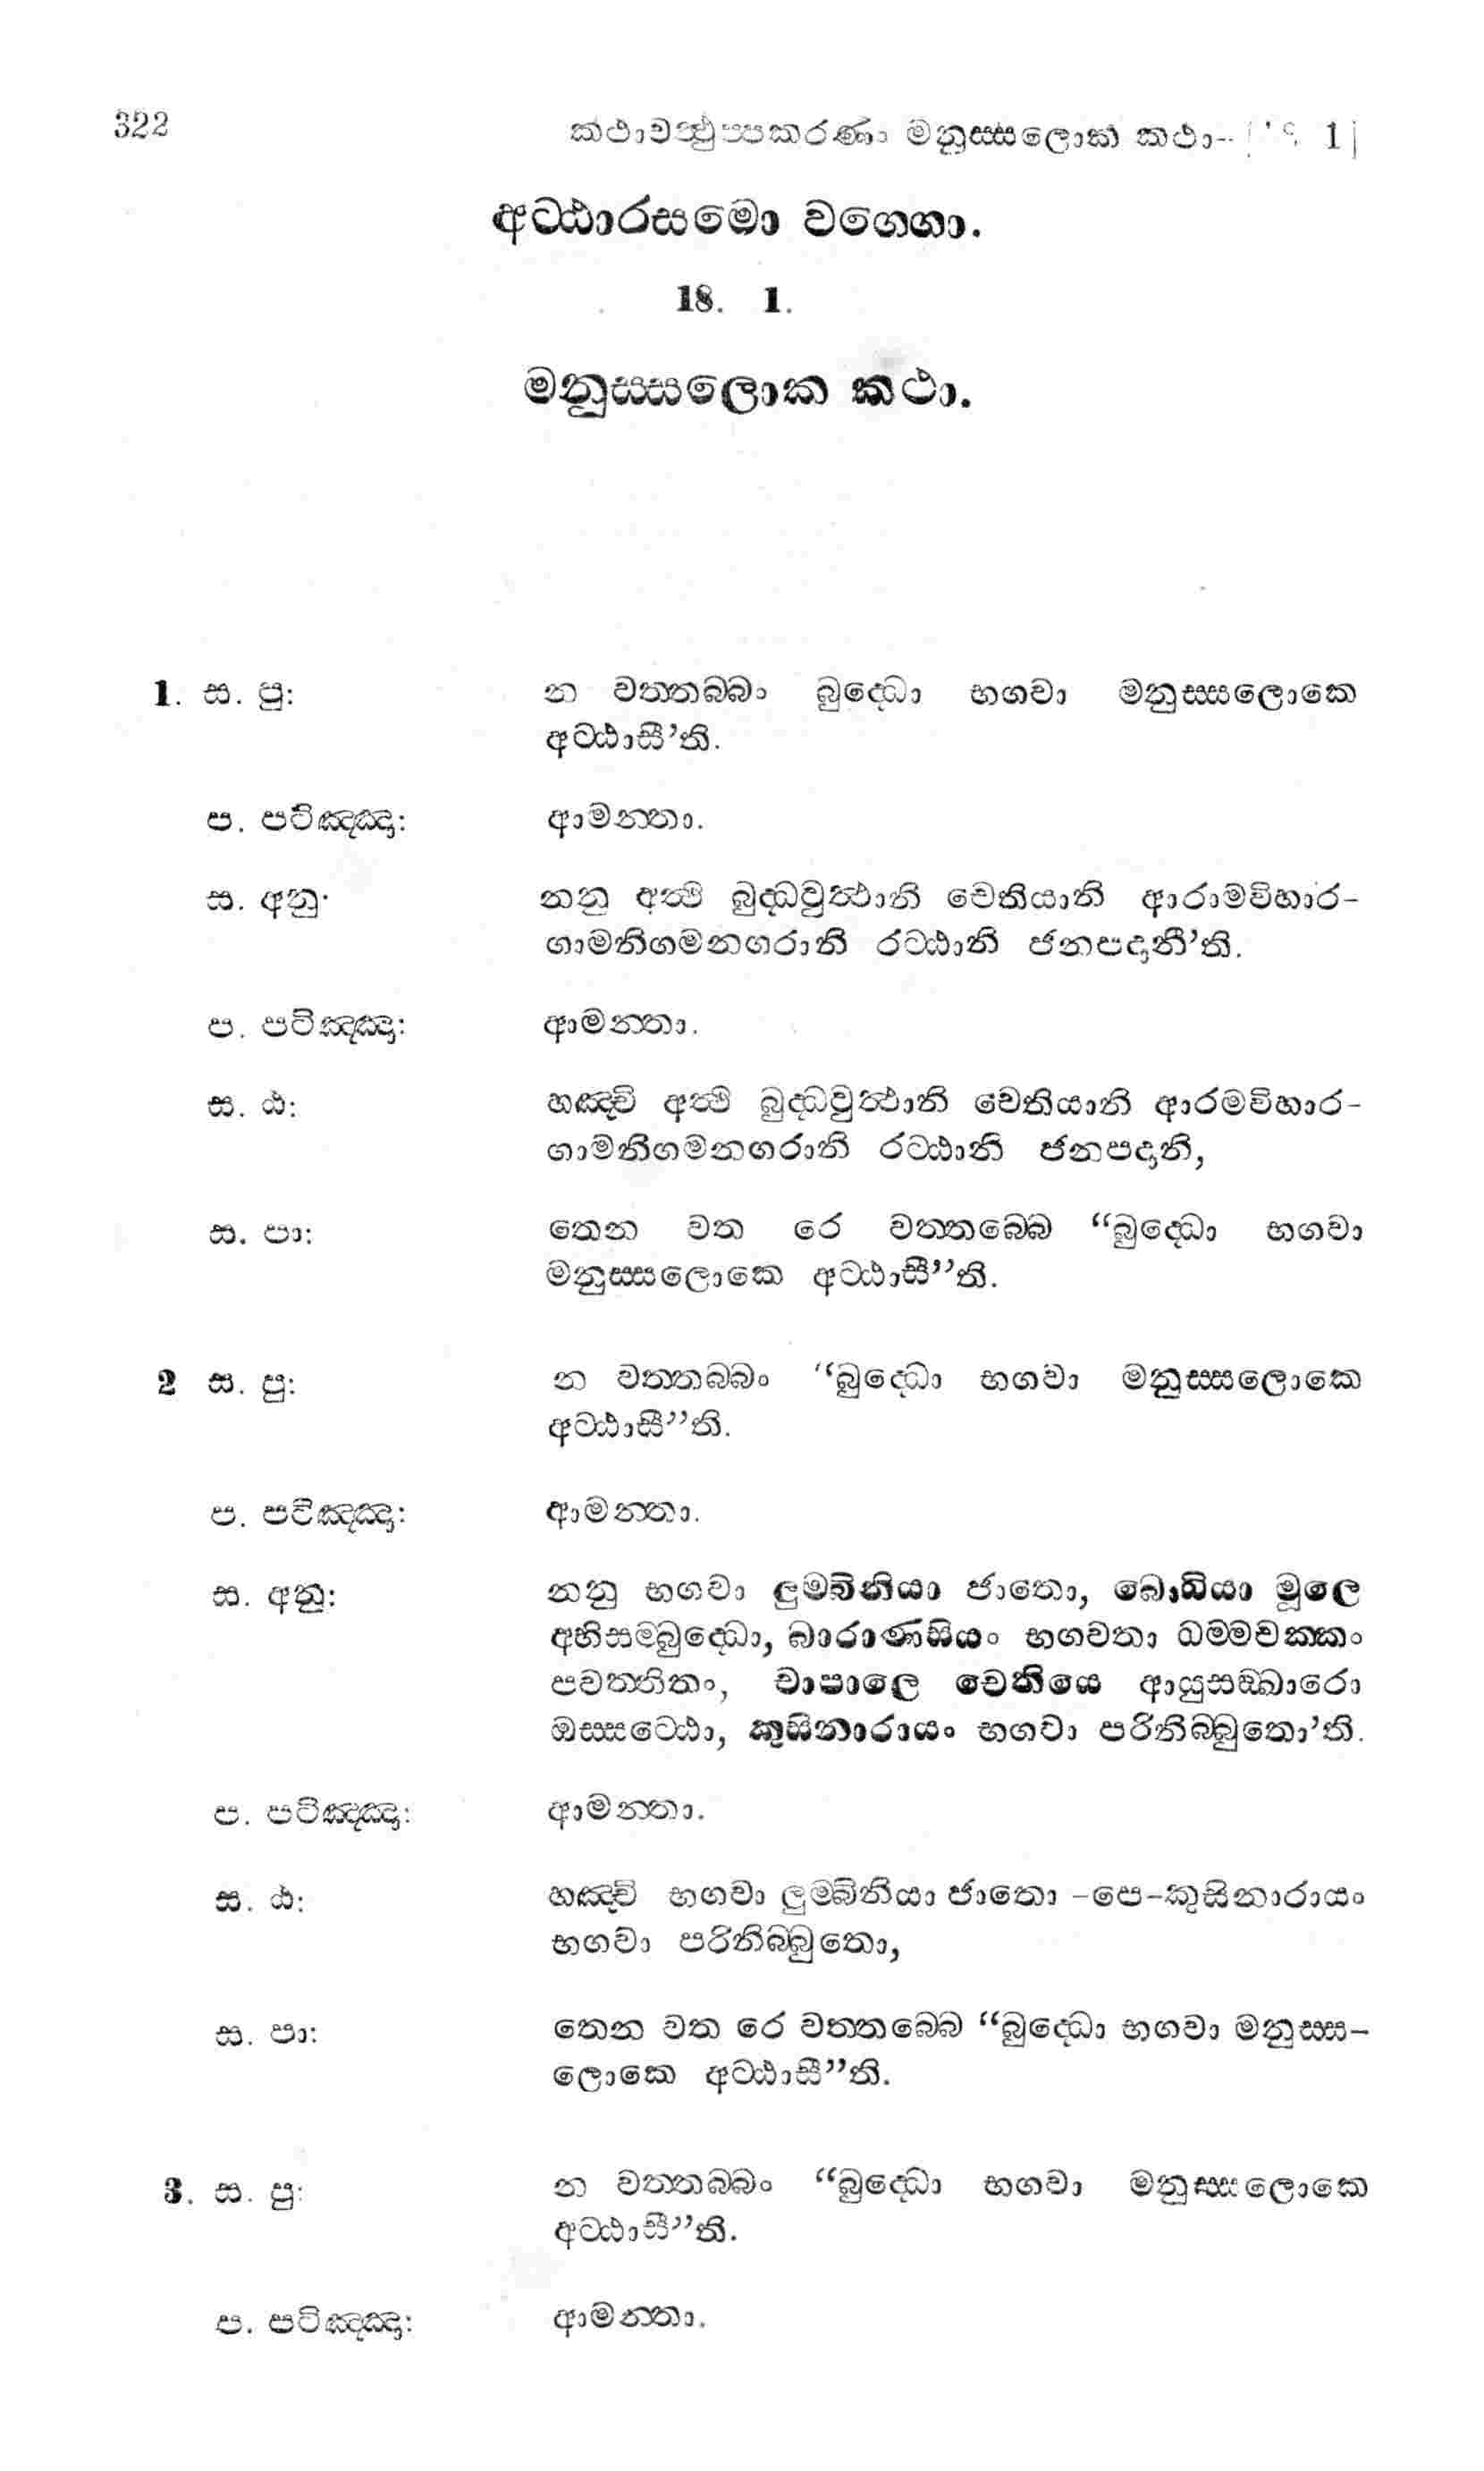 322 කථාවත්ථුප්පකරණං මනුස්සලොක කථා-[ 1]
අට්ඨාරසමො වග්ගො.
18. 1.
මනුස්සලොක කථා.
1. ස. පු: න වත්තබ්බං බුද්ධො භගවා මනුස්සලොකෙ
අට්ඨාසී’ති.
ප. පටිඤ්ඤා: ආමන්තා.
ස. අනු· නනු අත්ථි බුද්ධවුත්ථානි චෙතියානි ආරාමවිහාර-
ගාමනිගමනගරානි රට්ඨානි ජනපදානී’ති.
ප. පටිඤ්ඤා: ආමන්තා.
ස. ඨ: හඤ්චි අත්ථි බුද්ධවුත්ථානි චෙතියානි ආරමවිහාර-
ගාමනිගමනගරානි රට්ඨානි ජනපදානි,
ස. පා: තෙන වත රෙ වත්තබ්බෙ “බුද්ධො භගවා
මනුස්සලොකෙ අට්ඨාසී”ති.
2 ස. පු: න වත්තබ්බං “බුද්ධො භගවා මනුස්සලොකෙ
අට්ඨාසී”ති.
ප. පටිඤ්ඤා: ආමන්තා.
ස. අනු: නනු භගවා ලුම්බිනියා ජාතො, බොධියා මූලෙ
අභිසම්බුද්ධො, බාරාණසියං භගවතා ධම්මචක්කං
පවත්තිතං, චාපාලෙ චෙතියෙ ආයුසඞ්ඛාරො
ඔස්සට්ඨො, කුසිනාරායං භගවා පරිනිබ්බුතො’ති.
ප. පටිඤ්ඤා: ආමන්තා.
ස. ඨ: හඤ්චි භගවා ලුම්බිනියා ජාතො -පෙ-කුසිනාරායං
භගවා පරිනිබ්බුතො,
ස. පා: තෙන වත රෙ වත්තබ්බෙ “බුද්ධො භගවා මනුස්ස-
ලොකෙ අට්ඨාසී”ති.
3. ස. පු: න වත්තබ්බං “බුද්ධො භගවා මනුස්සලොකෙ
අට්ඨාසී”ති.
ප. පටිඤ්ඤා: ආමන්තා.